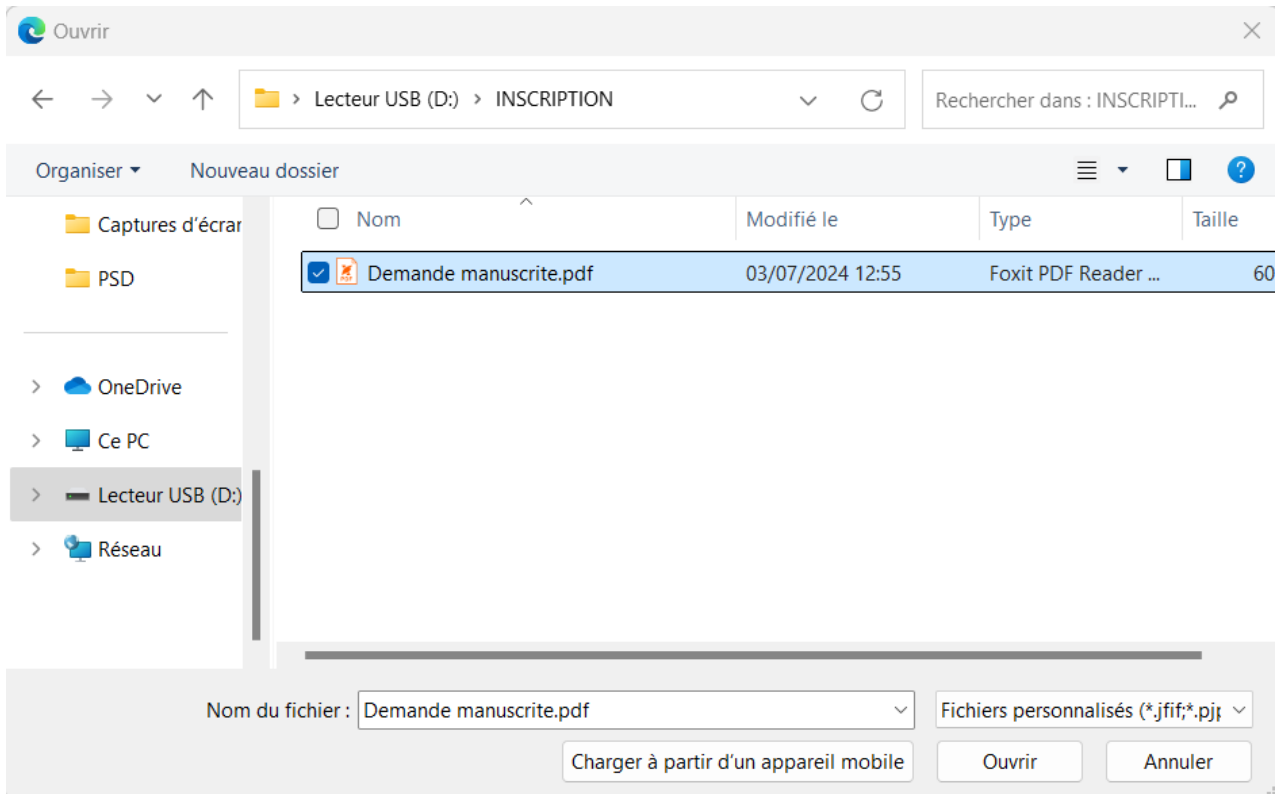 Ouvrir
Lecteur USB (D:) > INSCRIPTION
Rechercher dans : INSCRIPTI...
Organiser Nouveau dossier
Nom Modifié le Type Taille
Captures d'écrar
Demande manuscrite.pdf 03/07/2024 12:55 Foxit PDF Reader ... 60
PSD
OneDrive
Ce PC
Lecteur USB (D:)
Réseau
Nom du fichier : Demande manuscrite.pdf Fichiers personnalisés (*.jfif;*.pjp
Charger à partir d'un appareil mobile Ouvrir Annuler